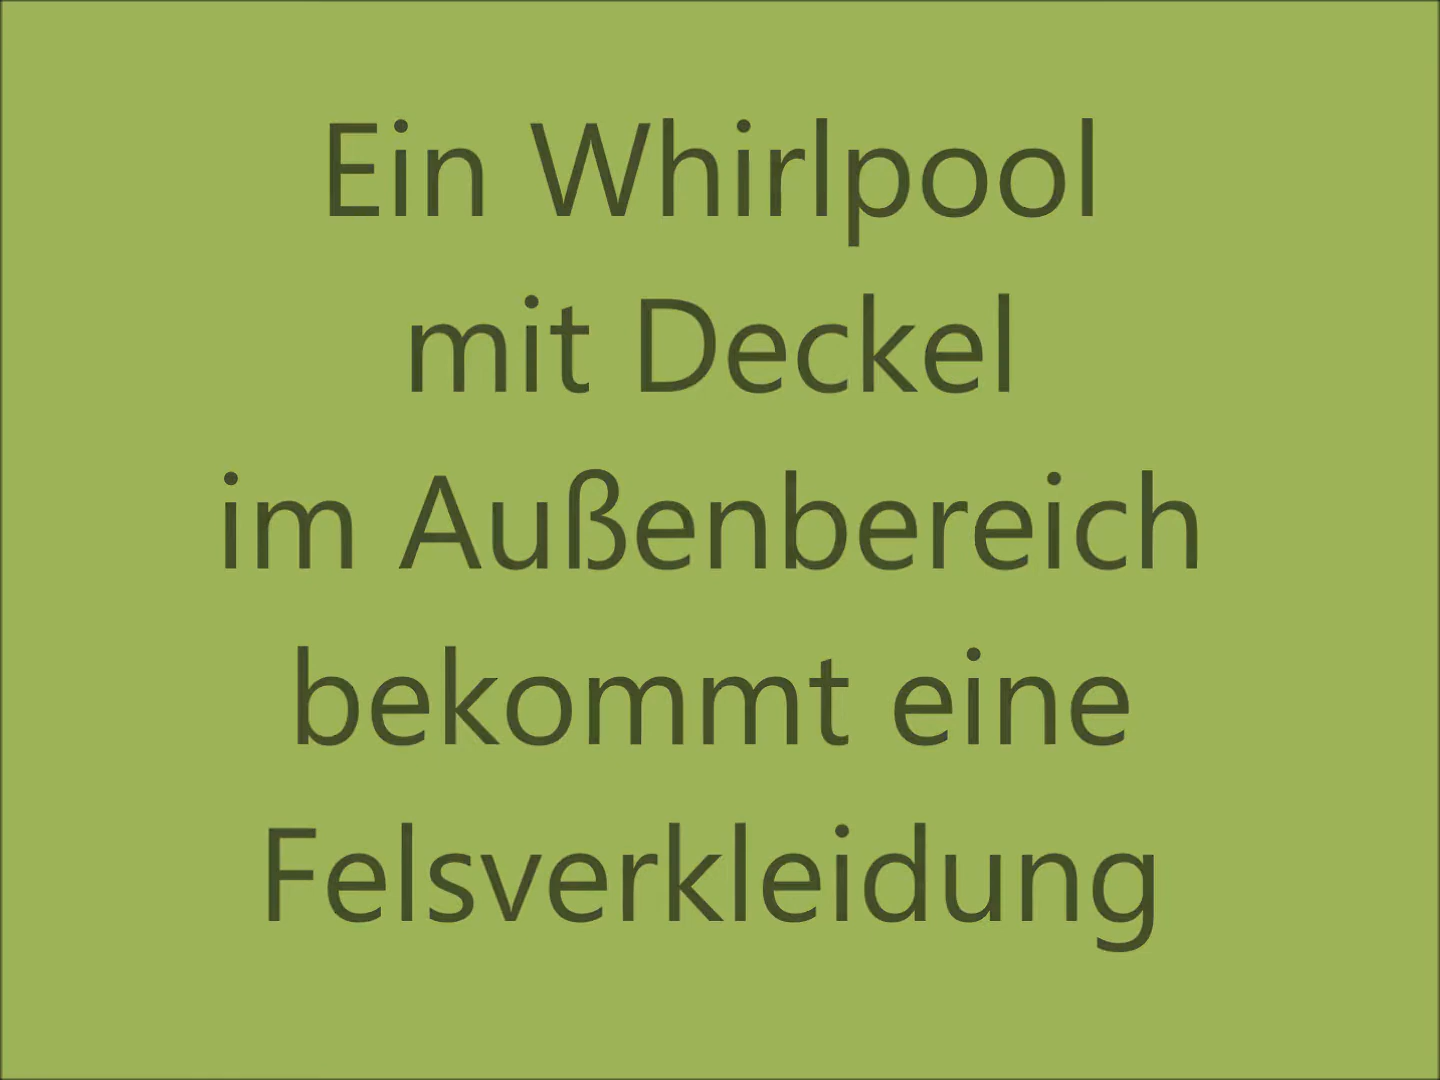 Ein Whirlpool
mit Deckel
im Außenbereich
bekommt eine
Felsverkleidung